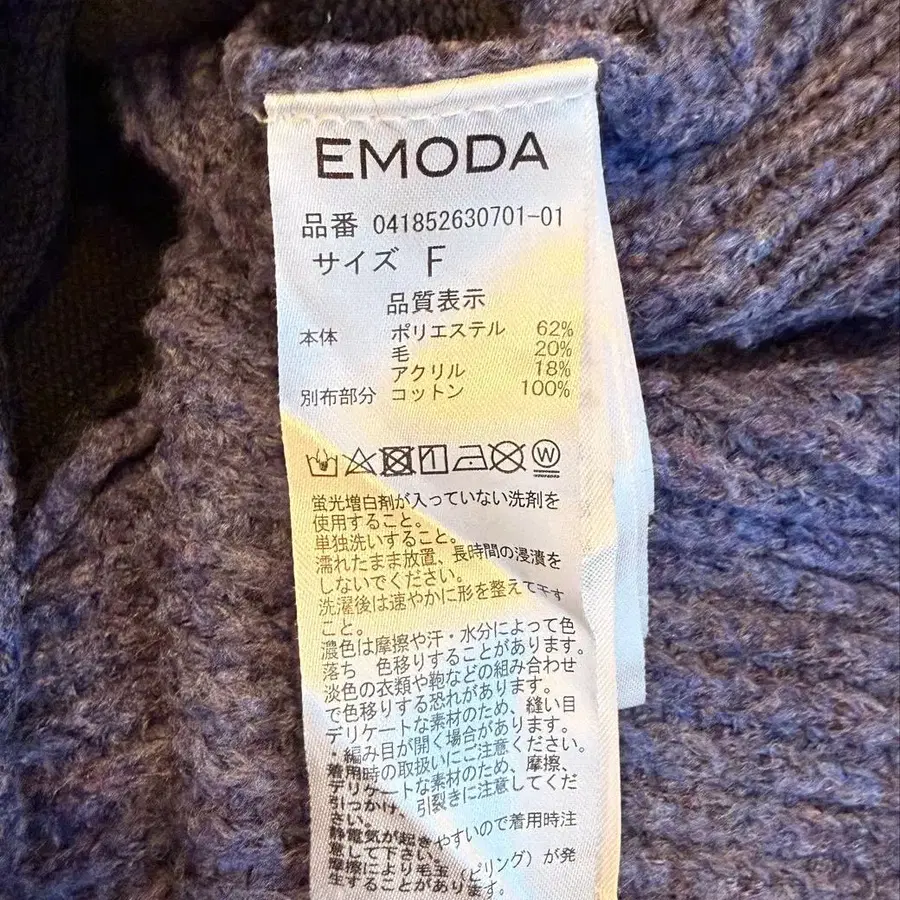 EMODA
品番 041852630701-01
サイズ F
品質表示
本体 ポリエステル 62%
毛 20%
アクリル 18%
別布部分 コットン 100%
W
蛍光増白剤が入っていない洗剤を
使用すること。
単独洗いすること。
濡れたまま放置、長時間の浸漬を
しないでください。
洗濯後は速やかに形を整えて干す
こと。
濃色は摩擦や汗・水分によって色
落ち 色移りすることがあります。
淡色の衣類や鞄などの組み合わせ
で色移りする恐れがあります。
デリケートな素材のため、縫い目
・編み目が開く場合があります。
着用時の取扱いにご注意ください。
デリケートな素材のため、摩擦、
引っかけ、引裂きに注意してくだ
さい。
静電気が起きやすいので着用時注
意して下さい。
摩擦により毛玉（ピリング）が発
生することがあります。